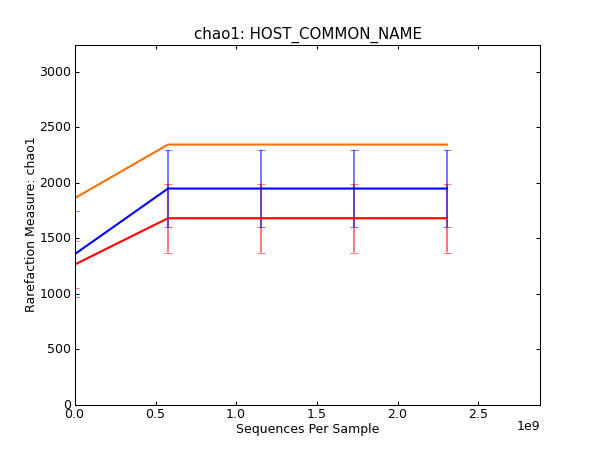 chao1: HOST_COMMON_NAME
Rarefaction Measure: chao1
3000
2500
2000
1500
1000
500
0
0.0 0.5 1.0 1.5 2.0 2.5
1e9
Sequences Per Sample